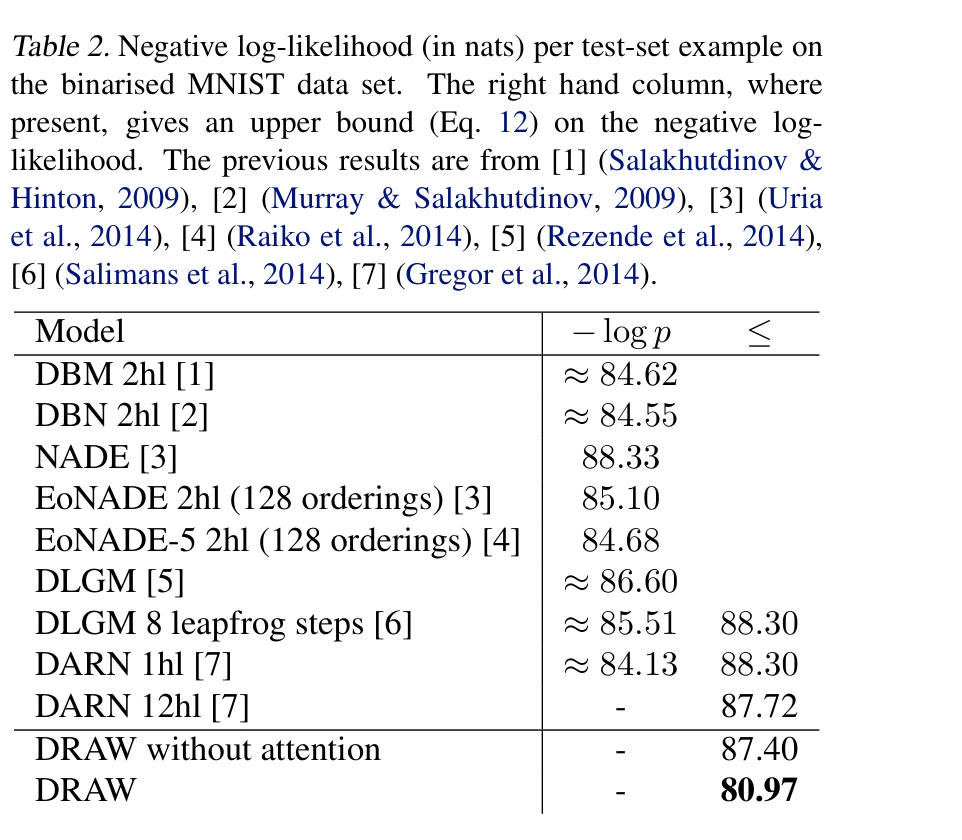 Table 2. Negative log-likelihood (in nats) per test-set example on
the binarised MNIST data set. The right hand column, where
present, gives an upper bound (Eq. 12) on the negative log-
likelihood. The previous results are from [1] (Salakhutdinov &
Hinton, 2009), [2] (Murray & Salakhutdinov, 2009), [3] (Uria
et al., 2014), [4] (Raiko et al., 2014), [5] (Rezende et al., 2014),
[6] (Salimans et al., 2014), [7] (Gregor et al., 2014).
Model − log p ≤
DBM 2hl [1] ≈ 84.62
DBN 2hl [2] ≈ 84.55
NADE [3] 88.33
EoNADE 2hl (128 orderings) [3] 85.10
EoNADE-5 2hl (128 orderings) [4] 84.68
DLGM [5] ≈ 86.60
DLGM 8 leapfrog steps [6] ≈ 85.51 88.30
DARN 1hl [7] ≈ 84.13 88.30
DARN 12hl [7] - 87.72
DRAW without attention - 87.40
DRAW - 80.97